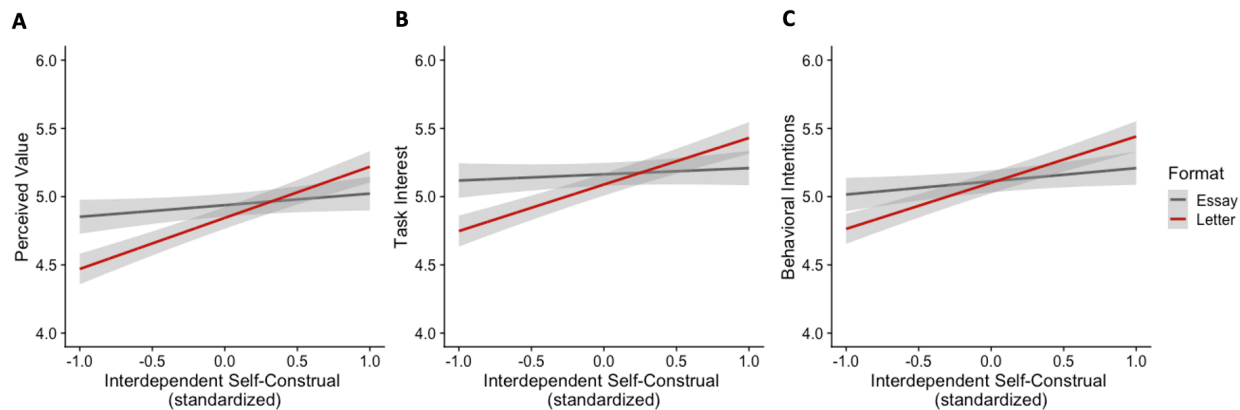 A
Perceived Value
6.0
5.5
5.0
4.5
4.0
-1.0 -0.5 0.0 0.5 1.0
Interdependent Self-Construal
(standardized)
B
Task Interest
6.0
5.5
5.0
4.5
4.0
-1.0 -0.5 0.0 0.5 1.0
Interdependent Self-Construal
(standardized)
C
Behavioral Intentions
6.0
5.5
5.0
4.5
4.0
-1.0 -0.5 0.0 0.5 1.0
Interdependent Self-Construal
(standardized)
Format
Essay
Letter